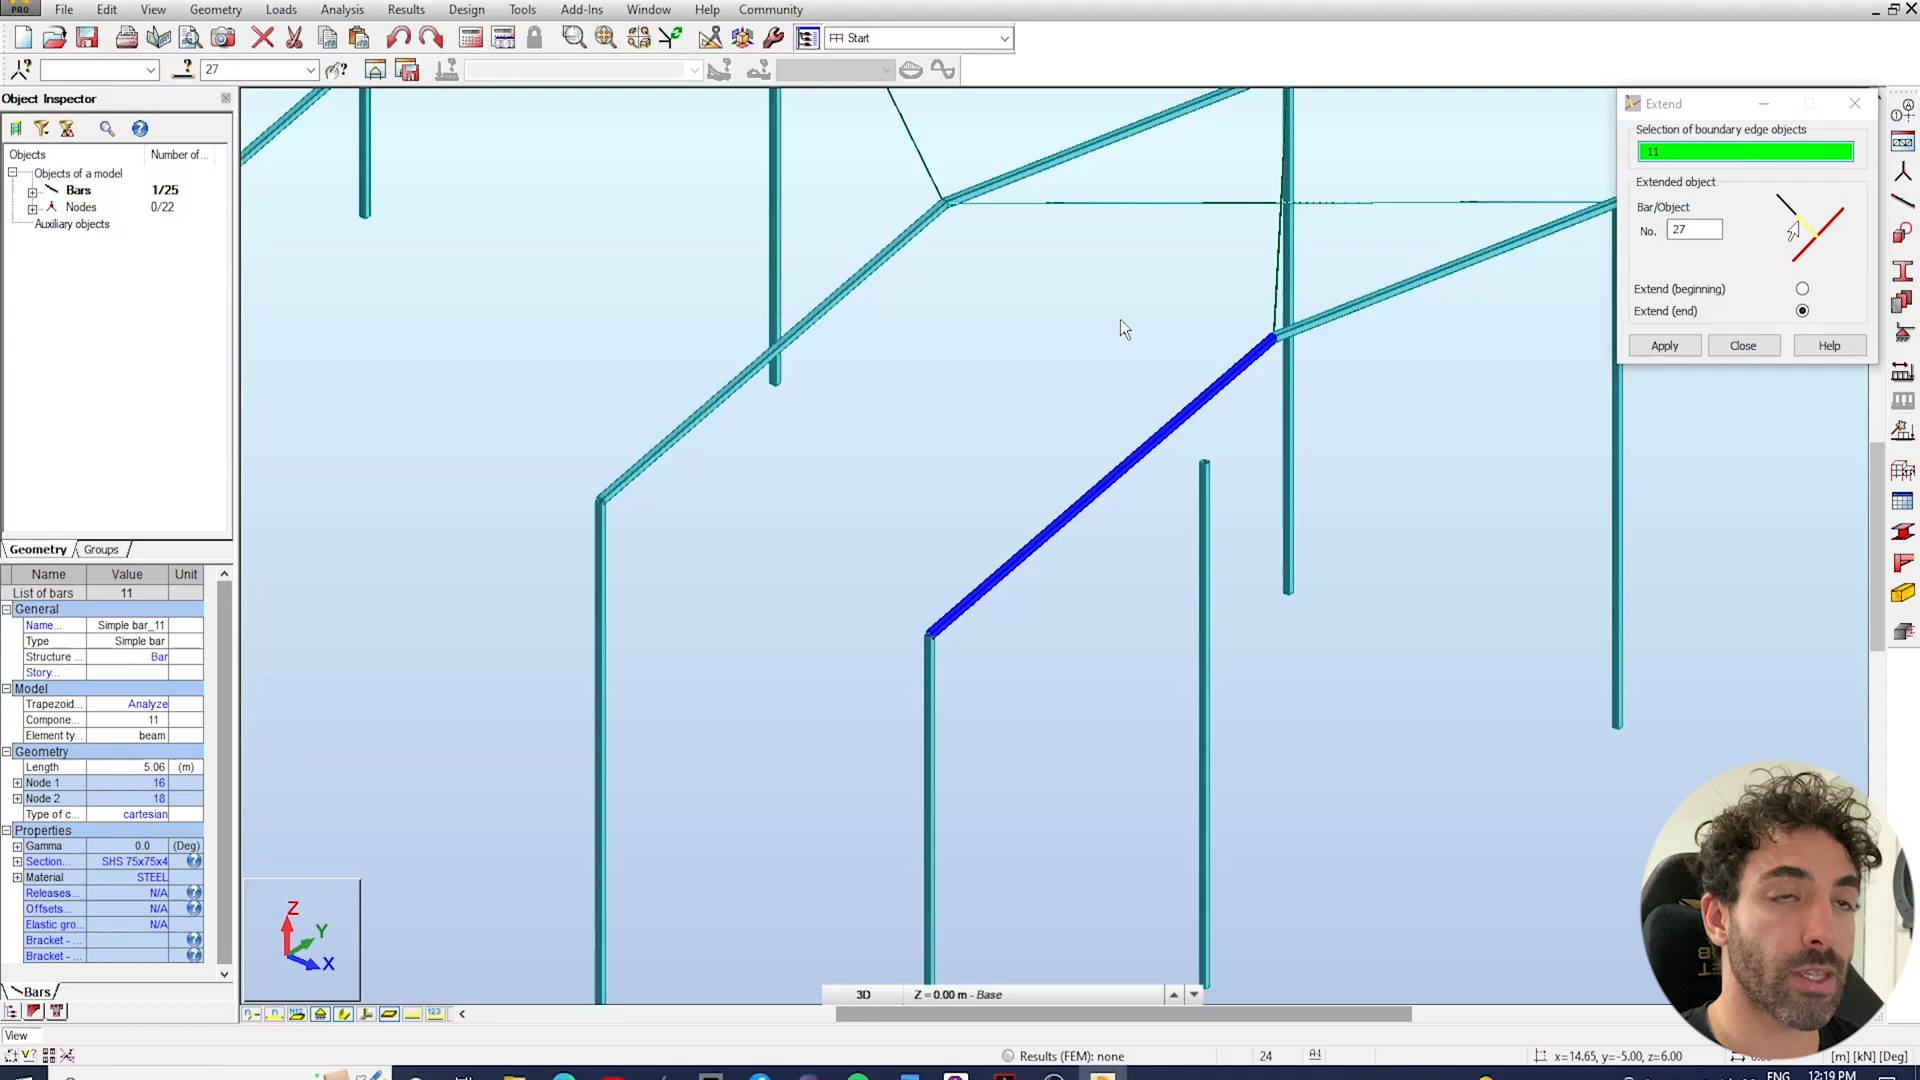 PRO File Edit View Geometry Loads Analysis Results Design Tools Add-Ins Window Help Community
Start
27
Object Inspector
Objects Number of...
Objects of a model
Bars 1/25
Nodes 0/22
Auxiliary objects
Geometry Groups
Name Value Unit
List of bars 11
General
Name... Simple bar_11
Type Simple bar
Structure ... Bar
Story...
Model
Trapezoid... Analyze
Compone... 11
Element ty... beam
Geometry
Length 5.06 (m)
Node 1 16
Node 2 18
Type of c... cartesian
Properties
Gamma 0.0 (Deg)
Section... SHS 75x75x4
Material STEEL
Releases... N/A
Offsets... N/A
Elastic gro... N/A
Bracket - ...
Bracket - ...
Bars
View
Z
Y
X
3D Z = 0.00 m - Base
Extend
Selection of boundary edge objects
11
Extended object
Bar/Object
No. 27
Extend (beginning)
Extend (end)
Apply Close Help
Results (FEM): none 24 x=14.65, y=-5.00, z=6.00 [m] [kN] [Deg]
ENG 12:19 PM